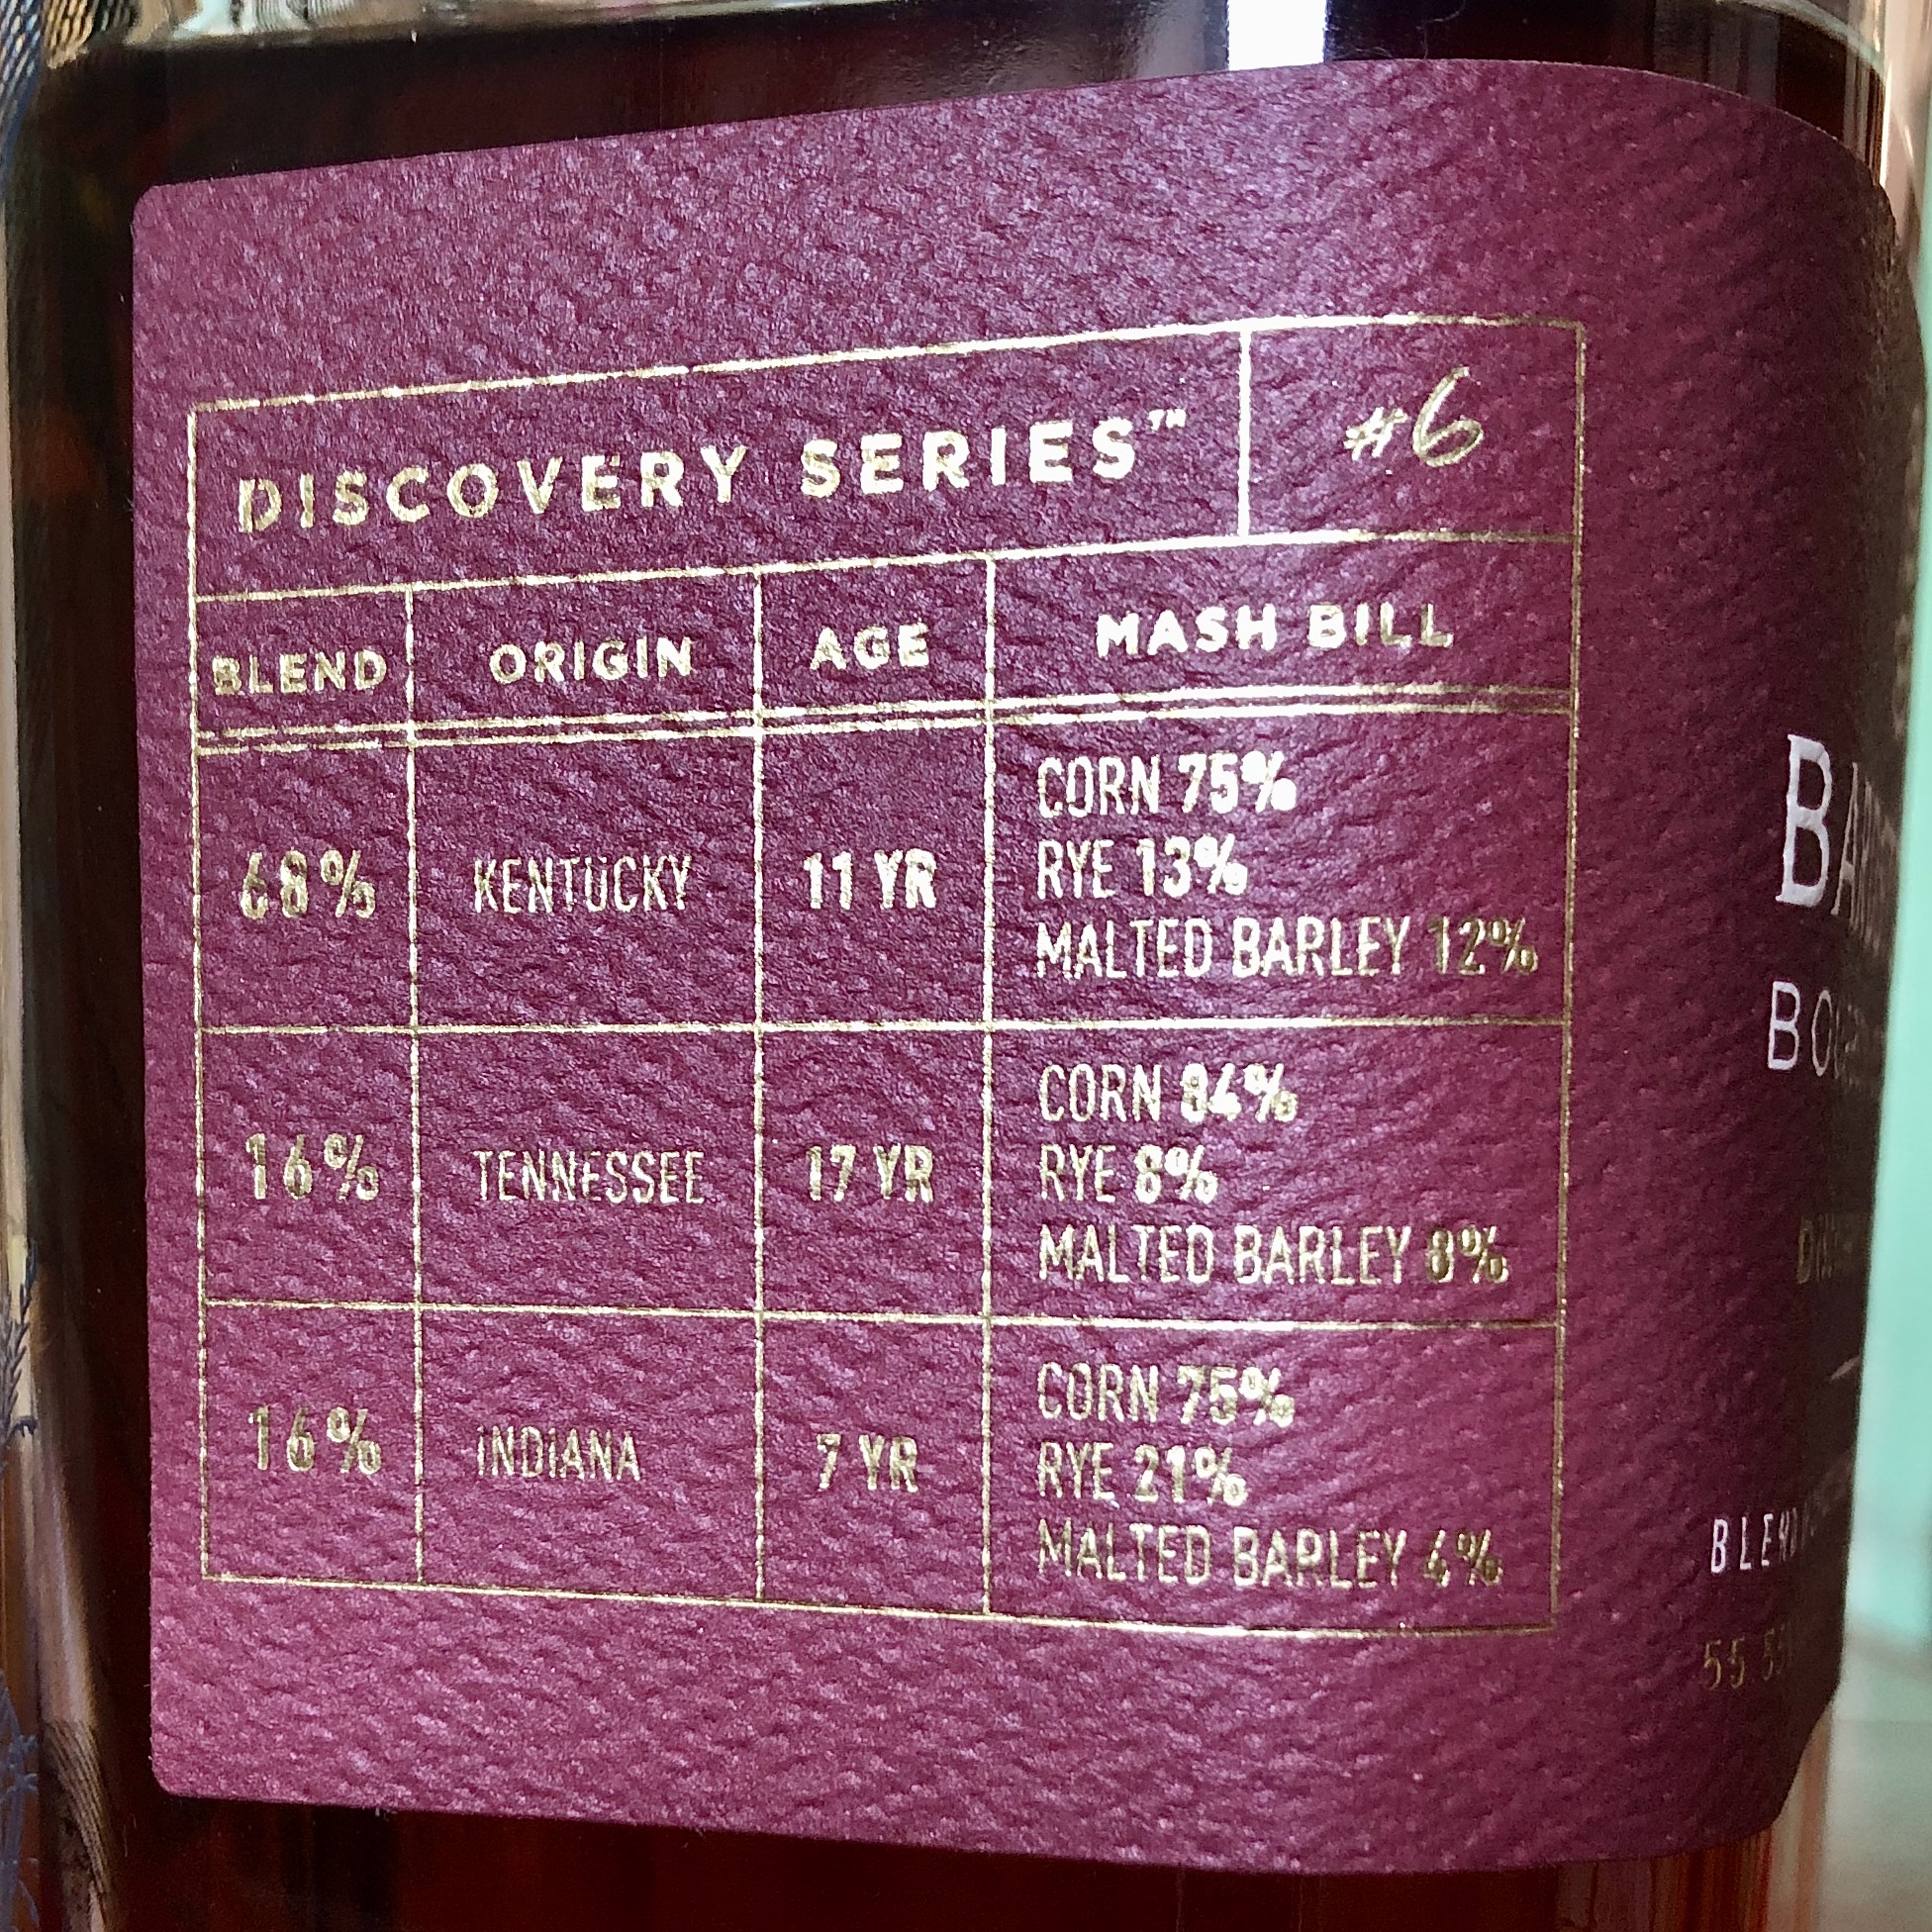 DISCOVERY SERIES™ #6
BLEND ORIGIN AGE MASH BILL
68% KENTUCKY 11 YR
CORN 75%
RYE 13%
MALTED BARLEY 12%
16% TENNESSEE 17 YR
CORN 84%
RYE 8%
MALTED BARLEY 8%
16% INDIANA 7 YR
CORN 75%
RYE 21%
MALTED BARLEY 4%